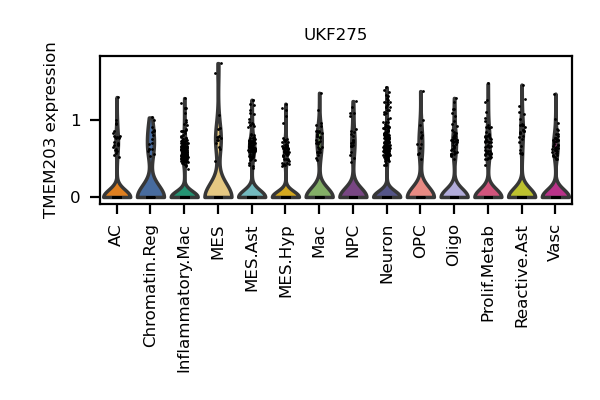 UKF275
TMEM203 expression
1
0
AC
Chromatin.Reg
Inflammatory.Mac
MES
MES.Ast
MES.Hyp
Mac
NPC
Neuron
OPC
Oligo
Prolif.Metab
Reactive.Ast
Vasc